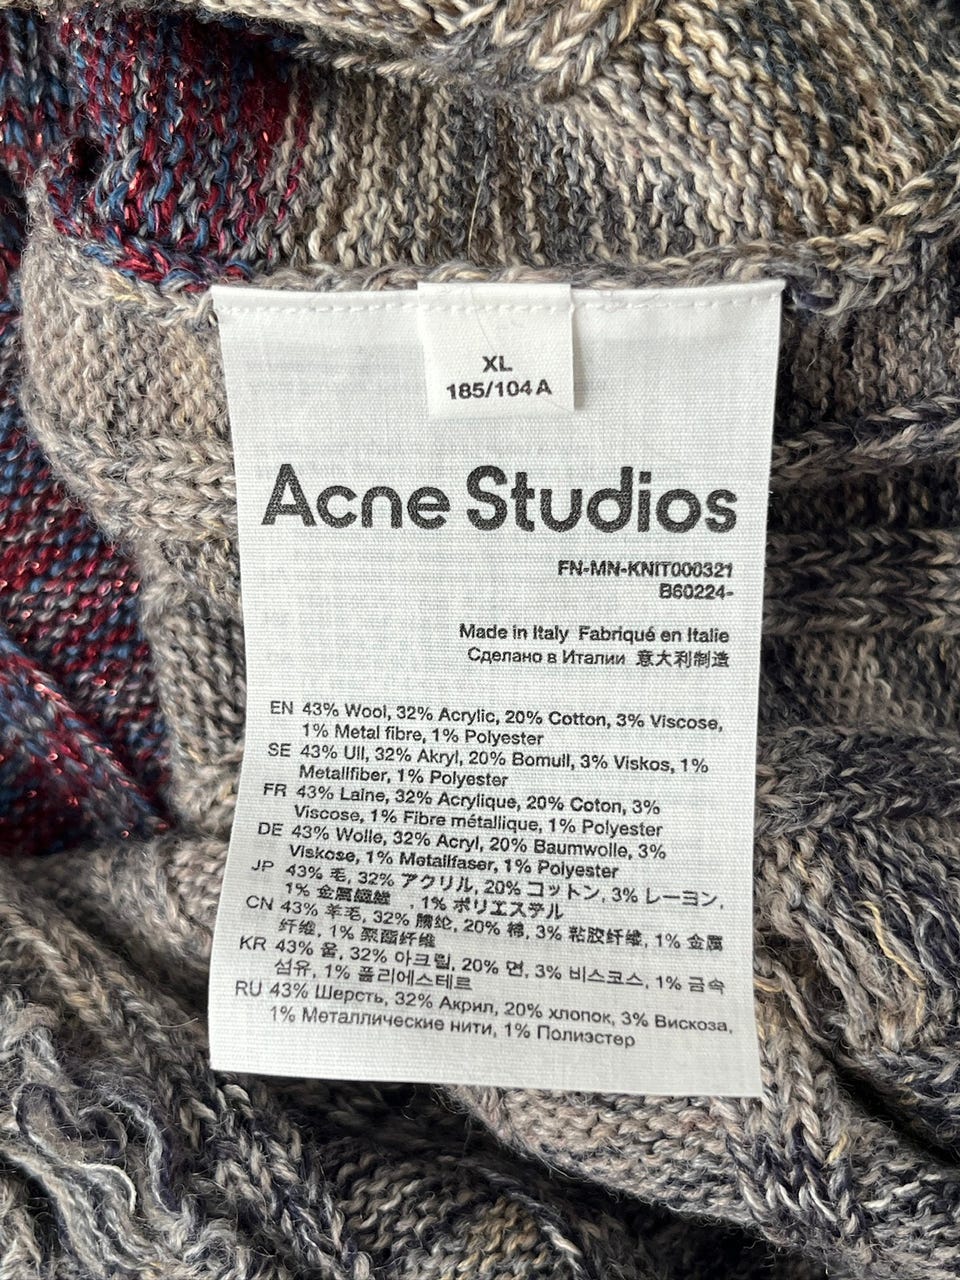 XL
185/104 A
Acne Studios
FN-MN-KNIT000321
B60224-
Made in Italy Fabriqué en Italie
Сделано в Италии 意大利制造
EN 43% Wool, 32% Acrylic, 20% Cotton, 3% Viscose,
1% Metal fibre, 1% Polyester
SE 43% Ull, 32% Akryl, 20% Bomull, 3% Viskos, 1%
Metallfiber, 1% Polyester
FR 43% Laine, 32% Acrylique, 20% Coton, 3%
Viscose, 1% Fibre métallique, 1% Polyester
DE 43% Wolle, 32% Acryl, 20% Baumwolle, 3%
Viskose, 1% Metallfaser, 1% Polyester
JP 43% 毛, 32% アクリル, 20% コットン, 3% レーヨン,
1% 金属繊維 , 1% ポリエステル
CN 43% 羊毛, 32% 腈纶, 20% 棉, 3% 粘胶纤维, 1% 金属
纤维, 1% 聚酯纤维
KR 43% 울, 32% 아크릴, 20% 면, 3% 비스코스, 1% 금속
섬유, 1% 폴리에스테르
RU 43% Шерсть, 32% Акрил, 20% хлопок, 3% Вискоза,
1% Металлические нити, 1% Полиэстер